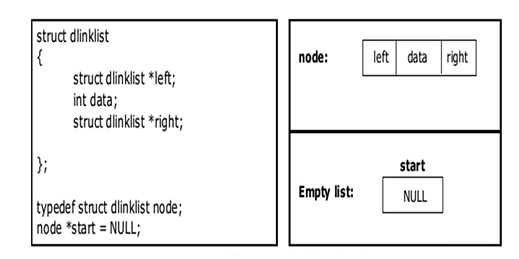 struct dlinklist
{
struct dlinklist *left;
int data;
struct dlinklist *right;
};
typedef struct dlinklist node;
node *start = NULL;
node: left data right
start
Empty list: NULL